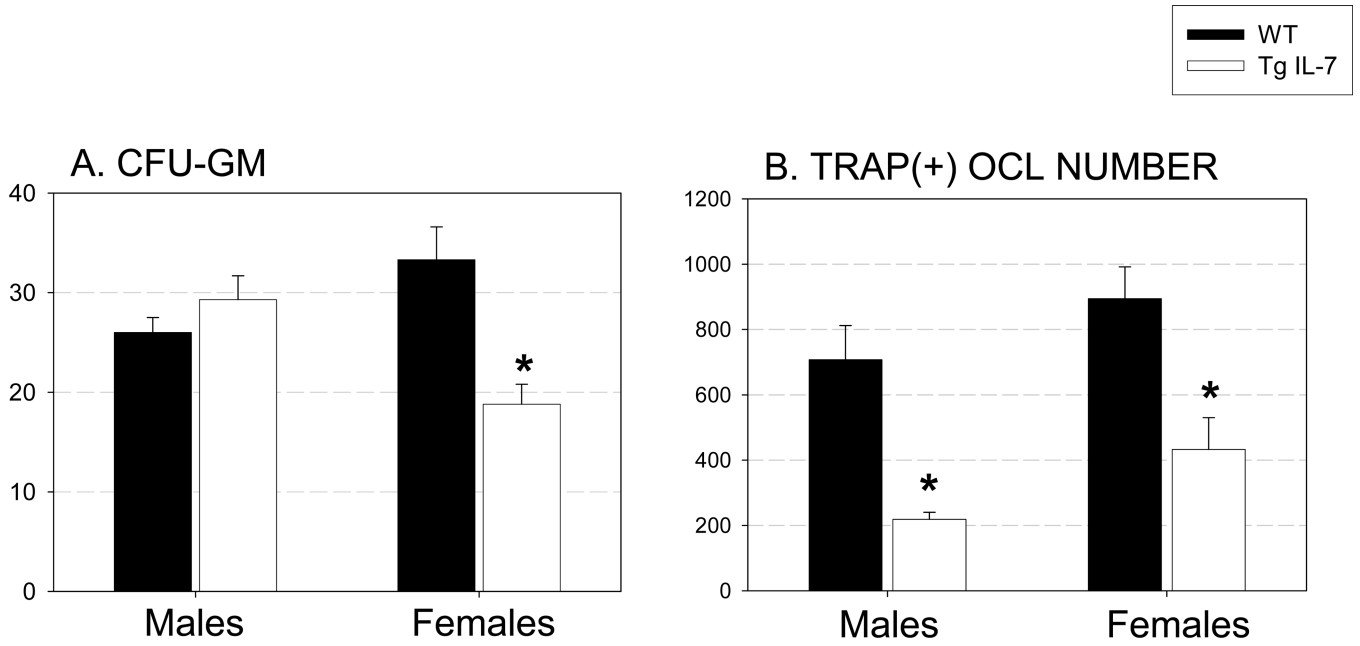 WT
Tg IL-7
A. CFU-GM
40
30
20
10
0
*
Males
Females
B. TRAP(+) OCL NUMBER
1200
1000
800
600
400
200
0
*
*
Males
Females